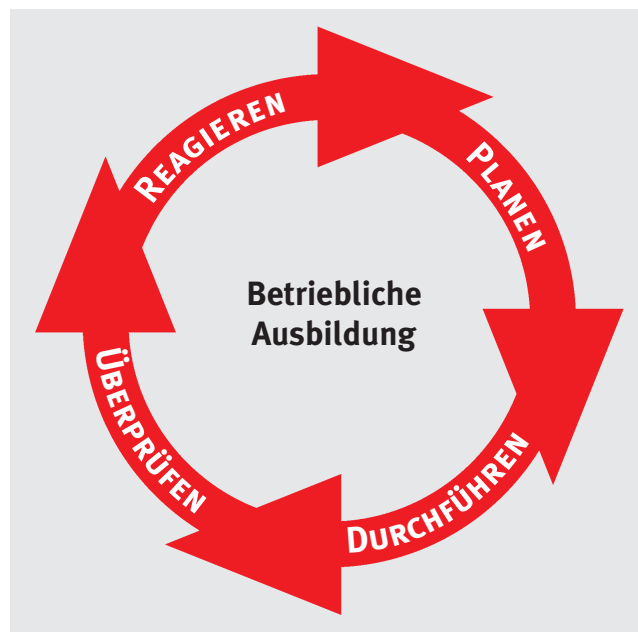 REAGIEREN
PLANEN
Betriebliche
Ausbildung
ÜBERPRÜFEN
DURCHFÜHREN